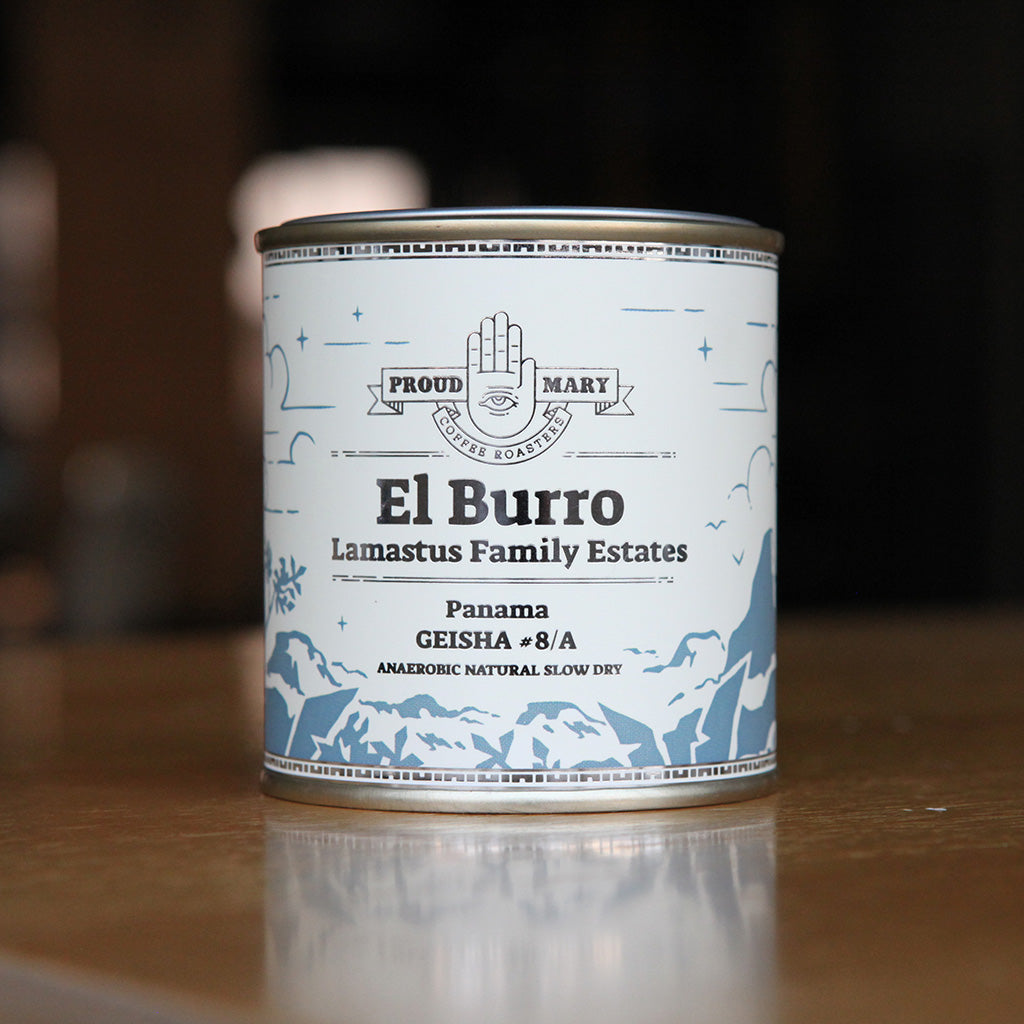 PROUD MARY
COFFEE ROASTERS
El Burro
Lamastus Family Estates
Panama
GEISHA #8/A
ANAEROBIC NATURAL SLOW DRY